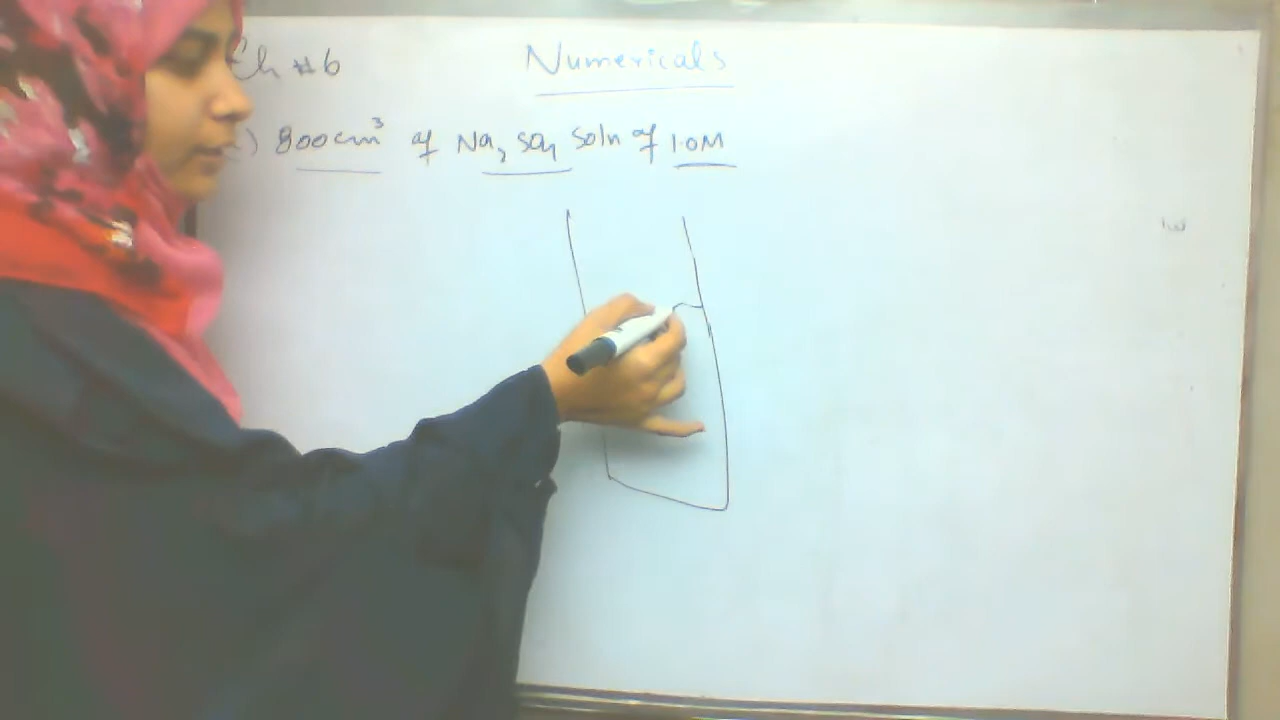 Ch #6
Numericals
) 800cm³ of Na₂SO₄ Soln of 1.0M